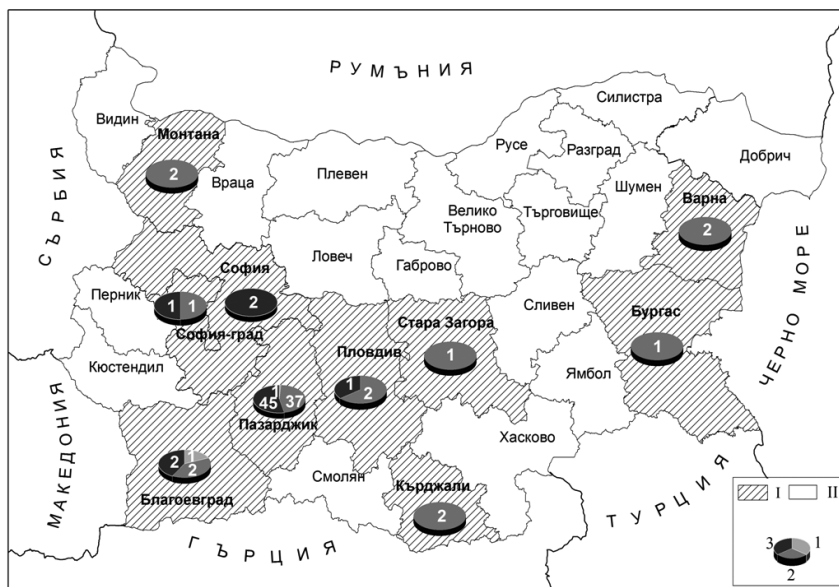 РУМЪНИЯ
Силистра
Видин
Монтана
Русе
Разград
Добрич
2
Враца
Плевен
Шумен
Варна
СЪРБИЯ
Велико
Търново
Търговище
2
София
Ловеч
Габрово
Перник
1 1
2
Сливен
Бургас
ЧЕРНО МОРЕ
София-град
Стара Загора
Пловдив
1
1
Кюстендил
1
45 37
1 2
Ямбол
Пазарджик
МАКЕДОНИЯ
Хасково
1
2 2
Смолян
Кърджали
Благоевград
2
ГЪРЦИЯ
ТУРЦИЯ
I II
3 1
2